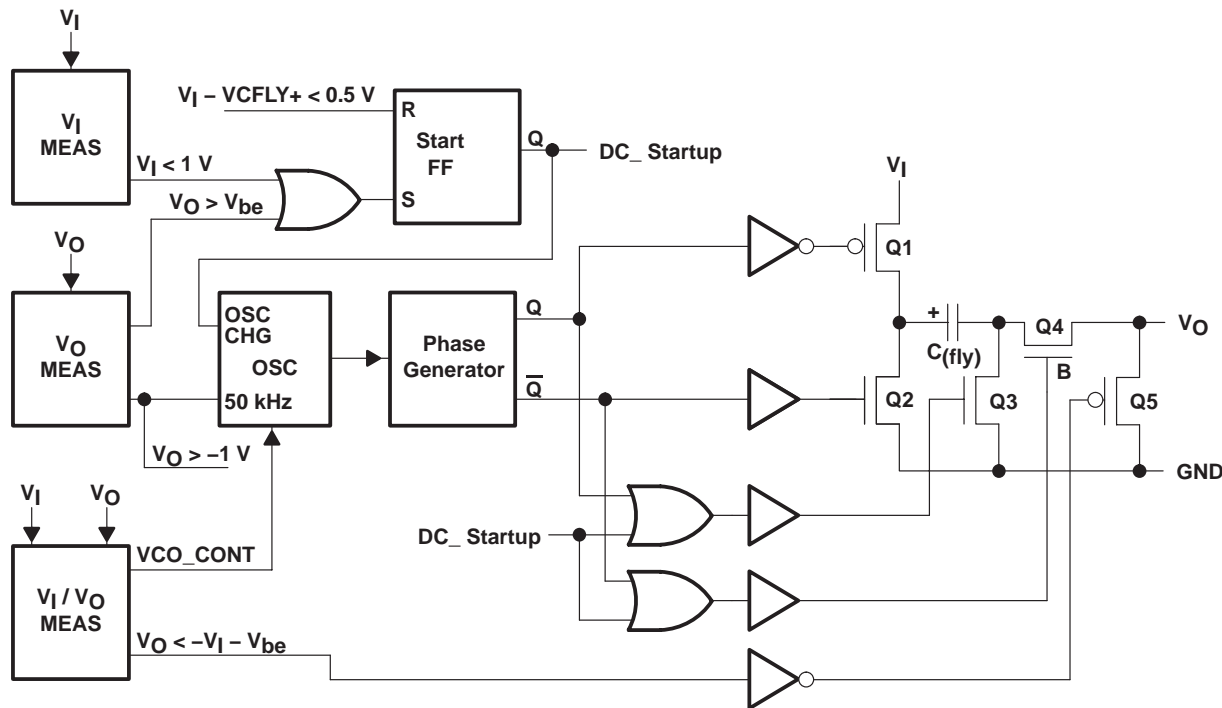 VI
VI
MEAS
VI < 1 V
VI – VCFLY+ < 0.5 V
R
Start
FF
S
Q
DC_ Startup
VO > Vbe
VO
VO
MEAS
VO > –1 V
OSC
CHG
OSC
50 kHz
Phase
Generator
Q
Q̅
VI
Q1
+
C(fly)
Q4
B
VO
Q2
Q3
Q5
GND
VI
VO
VI / VO
MEAS
VCO_CONT
VO < –VI – Vbe
DC_ Startup